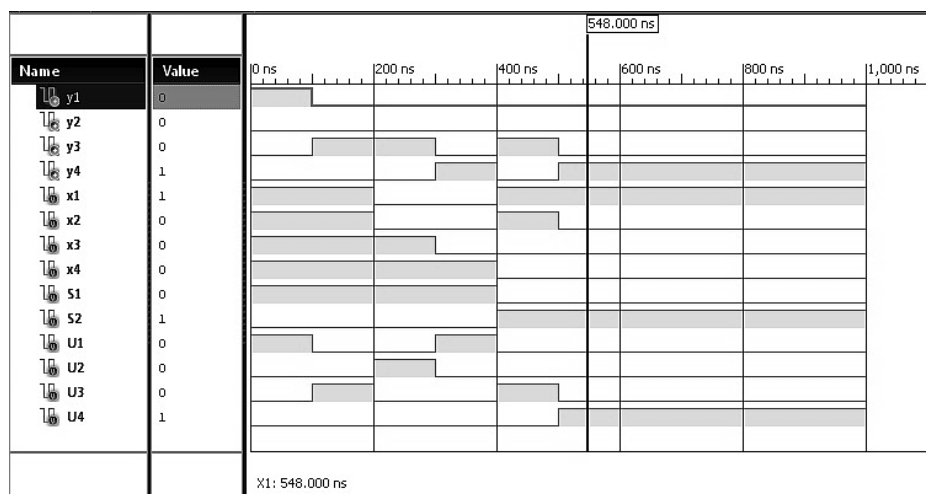 548.000 ns
Name Value 0 ns 200 ns 400 ns 600 ns 800 ns 1,000 ns
y1 0
y2 0
y3 0
y4 1
x1 1
x2 0
x3 0
x4 0
S1 0
S2 1
U1 0
U2 0
U3 0
U4 1
X1: 548.000 ns